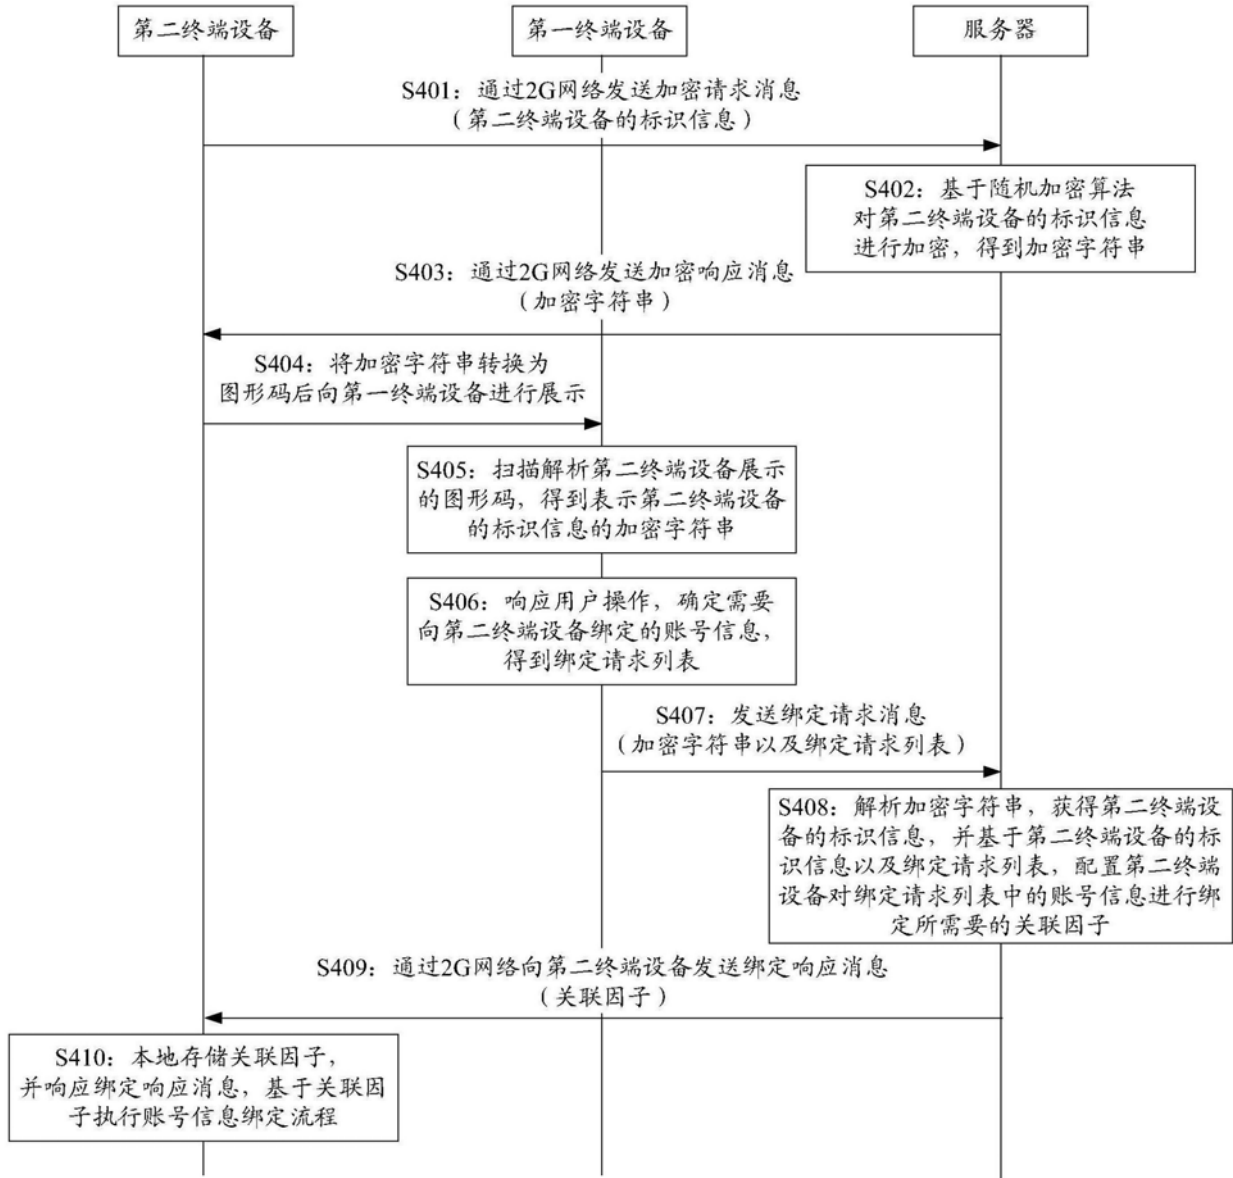 第二终端设备
第一终端设备
服务器
S401：通过2G网络发送加密请求消息
（第二终端设备的标识信息）
S402：基于随机加密算法
对第二终端设备的标识信息
进行加密，得到加密字符串
S403：通过2G网络发送加密响应消息
（加密字符串）
S404：将加密字符串转换为
图形码后向第一终端设备进行展示
S405：扫描解析第二终端设备展示
的图形码，得到表示第二终端设备
的标识信息的加密字符串
S406：响应用户操作，确定需要
向第二终端设备绑定的账号信息，
得到绑定请求列表
S407：发送绑定请求消息
（加密字符串以及绑定请求列表）
S408：解析加密字符串，获得第二终端设
备的标识信息，并基于第二终端设备的标
识信息以及绑定请求列表，配置第二终端
设备对绑定请求列表中的账号信息进行绑
定所需要的关联因子
S409：通过2G网络向第二终端设备发送绑定响应消息
（关联因子）
S410：本地存储关联因子，
并响应绑定响应消息，基于关联因
子执行账号信息绑定流程